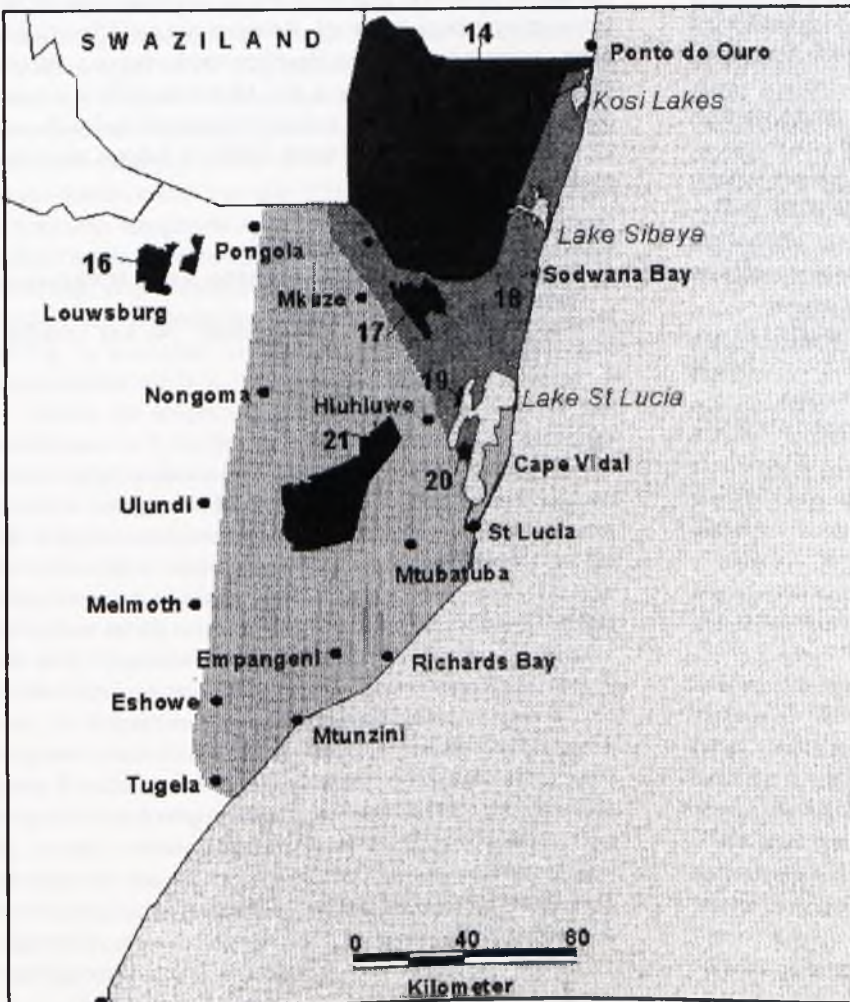 SWAZILAND
14
Ponto do Ouro
Kosi Lakes
Lake Sibaya
16
Pongola
Louwsburg
Mkuze
17
18
Sodwana Bay
19
Nongoma
Hluhluwe
Lake St Lucia
21
20
Cape Vidal
Ulundi
St Lucia
Mtubatuba
Melmoth
Empangeni
Richards Bay
Eshowe
Mtunzini
Tugela
0 40 80
Kilometer